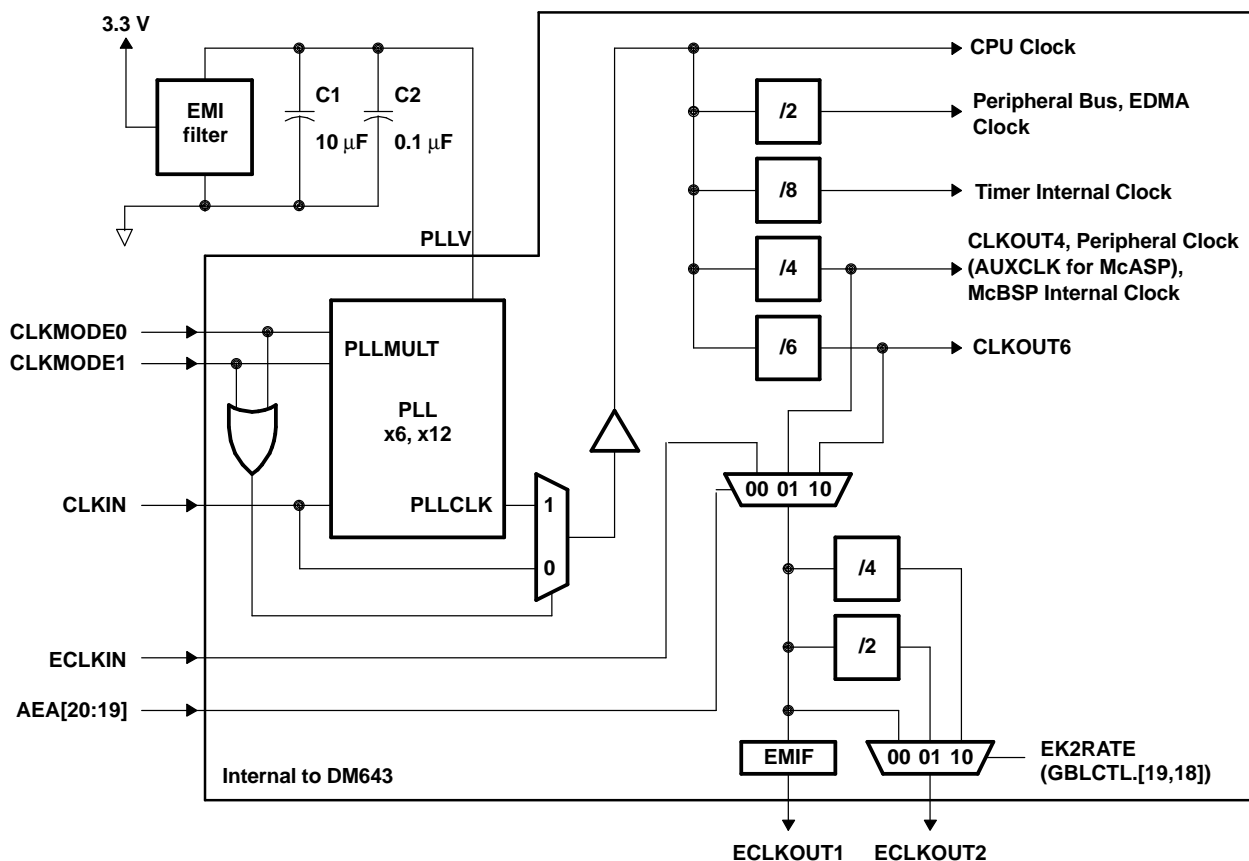 3.3 V
EMI
filter
C1
10 μF
C2
0.1 μF
CPU Clock
/2
Peripheral Bus, EDMA
Clock
/8
Timer Internal Clock
/4
CLKOUT4, Peripheral Clock
(AUXCLK for McASP),
McBSP Internal Clock
/6
CLKOUT6
PLLV
CLKMODE0
CLKMODE1
PLLMULT
PLL
x6, x12
CLKIN
PLLCLK
1
0
00 01 10
/4
/2
ECLKIN
AEA[20:19]
EMIF
00 01 10
EK2RATE
(GBLCTL.[19,18])
Internal to DM643
ECLKOUT1
ECLKOUT2